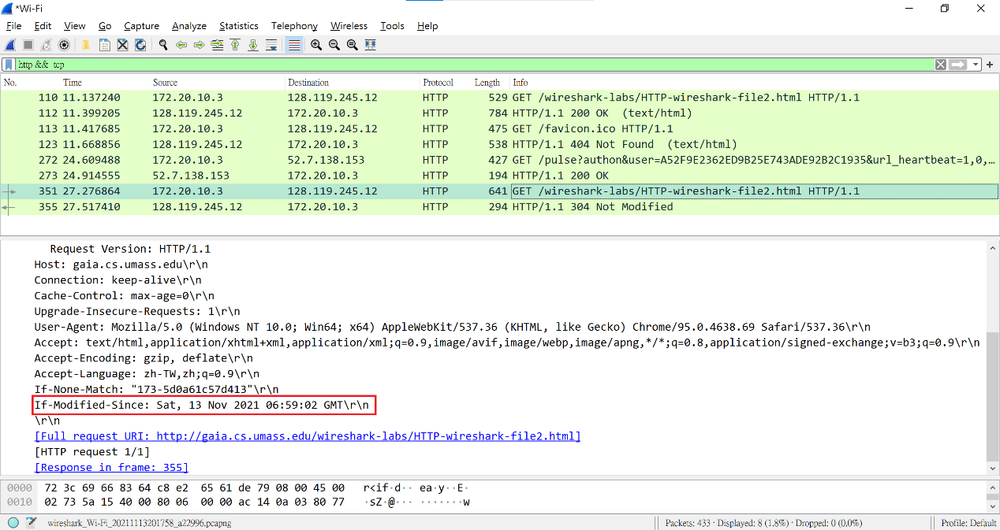 *Wi-Fi
File Edit View Go Capture Analyze Statistics Telephony Wireless Tools Help
http && tcp
No. Time Source Destination Protocol Length Info
110 11.137240 172.20.10.3 128.119.245.12 HTTP 529 GET /wireshark-labs/HTTP-wireshark-file2.html HTTP/1.1
112 11.399205 128.119.245.12 172.20.10.3 HTTP 784 HTTP/1.1 200 OK (text/html)
113 11.417685 172.20.10.3 128.119.245.12 HTTP 475 GET /favicon.ico HTTP/1.1
123 11.668856 128.119.245.12 172.20.10.3 HTTP 538 HTTP/1.1 404 Not Found (text/html)
272 24.609488 172.20.10.3 52.7.138.153 HTTP 427 GET /pulse?authon&user=A52F9E2362ED9B25E743ADE92B2C1935&url_heartbeat=1,0,…
273 24.914555 52.7.138.153 172.20.10.3 HTTP 194 HTTP/1.1 200 OK
351 27.276864 172.20.10.3 128.119.245.12 HTTP 641 GET /wireshark-labs/HTTP-wireshark-file2.html HTTP/1.1
355 27.517410 128.119.245.12 172.20.10.3 HTTP 294 HTTP/1.1 304 Not Modified
Request Version: HTTP/1.1
Host: gaia.cs.umass.edu\r\n
Connection: keep-alive\r\n
Cache-Control: max-age=0\r\n
Upgrade-Insecure-Requests: 1\r\n
User-Agent: Mozilla/5.0 (Windows NT 10.0; Win64; x64) AppleWebKit/537.36 (KHTML, like Gecko) Chrome/95.0.4638.69 Safari/537.36\r\n
Accept: text/html,application/xhtml+xml,application/xml;q=0.9,image/avif,image/webp,image/apng,*/*;q=0.8,application/signed-exchange;v=b3;q=0.9\r\n
Accept-Encoding: gzip, deflate\r\n
Accept-Language: zh-TW,zh;q=0.9\r\n
If-None-Match: "173-5d0a61c57d413"\r\n
If-Modified-Since: Sat, 13 Nov 2021 06:59:02 GMT\r\n
\r\n
[Full request URI: http://gaia.cs.umass.edu/wireshark-labs/HTTP-wireshark-file2.html]
[HTTP request 1/1]
[Response in frame: 355]
0000 72 3c 69 66 83 64 c8 e2 65 61 de 79 08 00 45 00 r<if·d·· ea·y··E·
0010 02 73 5a 15 40 00 80 06 00 00 ac 14 0a 03 80 77 ·sZ·@··· ·······w
wireshark_Wi-Fi_20211113201758_a22996.pcapng Packets: 433 · Displayed: 8 (1.8%) · Dropped: 0 (0.0%) Profile: Default